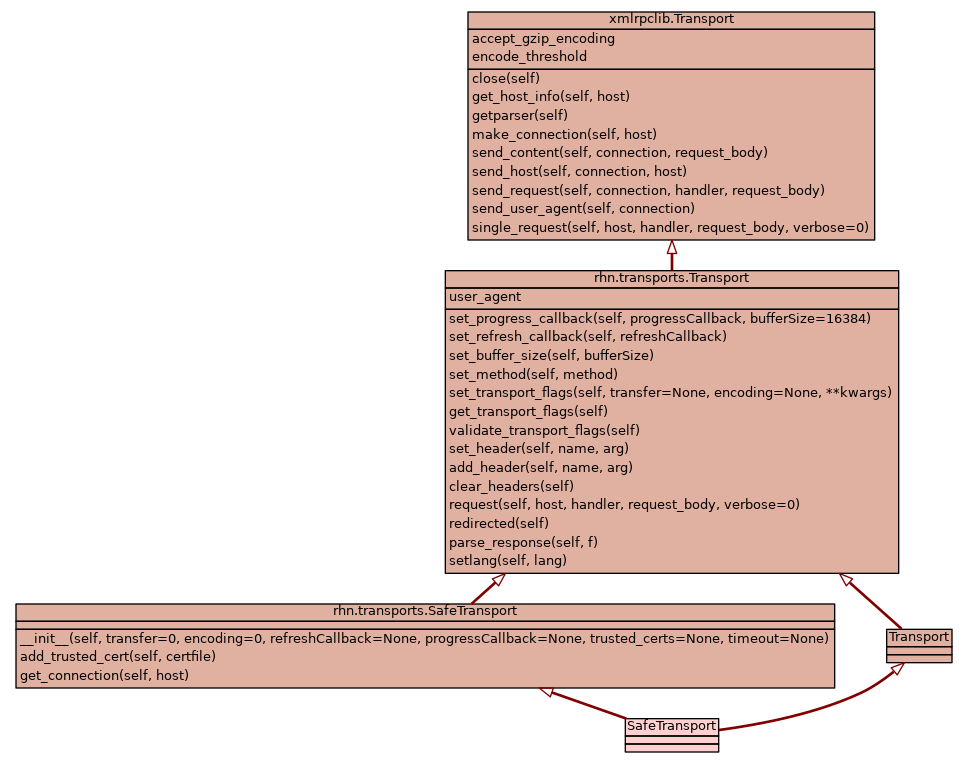 xmlrpclib.Transport
accept_gzip_encoding
encode_threshold
close(self)
get_host_info(self, host)
getparser(self)
make_connection(self, host)
send_content(self, connection, request_body)
send_host(self, connection, host)
send_request(self, connection, handler, request_body)
send_user_agent(self, connection)
single_request(self, host, handler, request_body, verbose=0)
rhn.transports.Transport
user_agent
set_progress_callback(self, progressCallback, bufferSize=16384)
set_refresh_callback(self, refreshCallback)
set_buffer_size(self, bufferSize)
set_method(self, method)
set_transport_flags(self, transfer=None, encoding=None, **kwargs)
get_transport_flags(self)
validate_transport_flags(self)
set_header(self, name, arg)
add_header(self, name, arg)
clear_headers(self)
request(self, host, handler, request_body, verbose=0)
redirected(self)
parse_response(self, f)
setlang(self, lang)
rhn.transports.SafeTransport
__init__(self, transfer=0, encoding=0, refreshCallback=None, progressCallback=None, trusted_certs=None, timeout=None)
add_trusted_cert(self, certfile)
get_connection(self, host)
Transport
SafeTransport